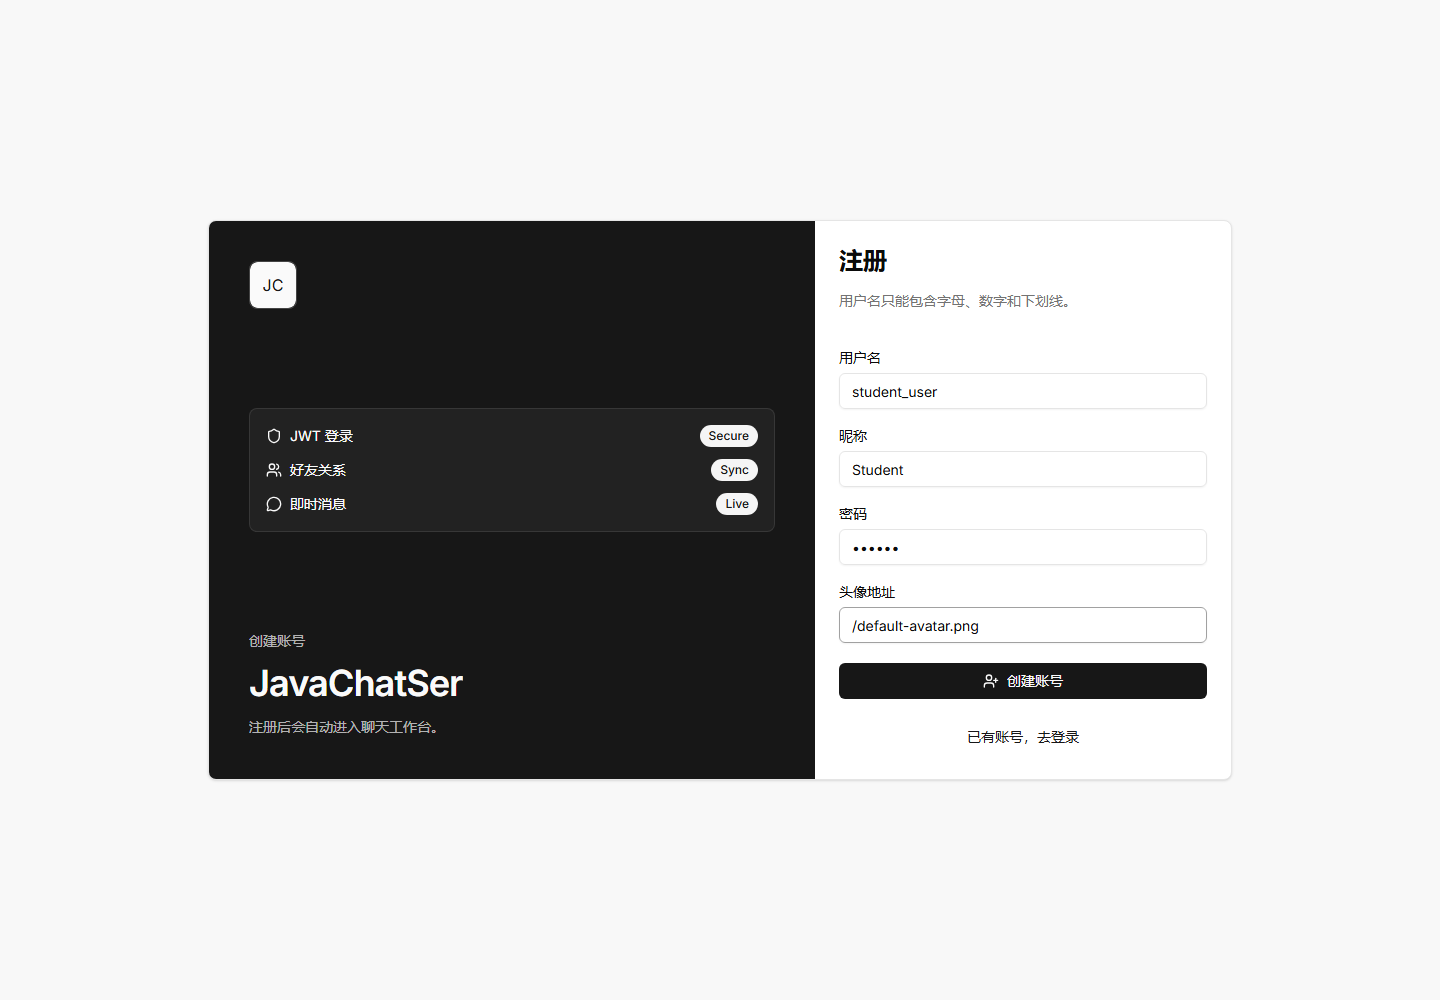 JC
JWT 登录 Secure
好友关系 Sync
即时消息 Live
创建账号
JavaChatSer
注册后会自动进入聊天工作台。
注册
用户名只能包含字母、数字和下划线。
用户名
student_user
昵称
Student
密码
••••••
头像地址
/default-avatar.png
创建账号
已有账号，去登录